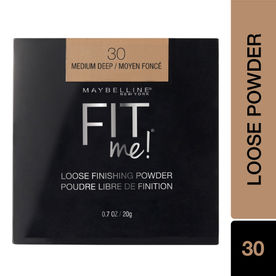 30
MEDIUM DEEP / MOYEN FONCÉ
MAYBELLINE
NEW YORK
FIT
me!
LOOSE FINISHING POWDER
POUDRE LIBRE DE FINITION
0.7 OZ / 20g
LOOSE POWDER
30